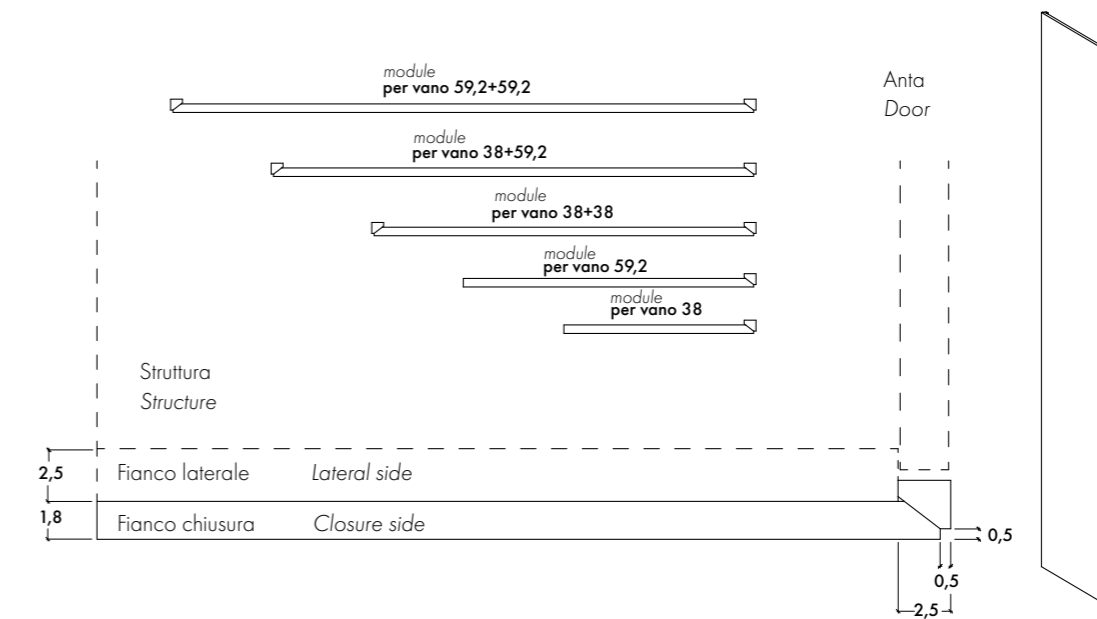 module
per vano 59,2+59,2
Anta
Door
module
per vano 38+59,2
module
per vano 38+38
module
per vano 59,2
module
per vano 38
Struttura
Structure
2,5
Fianco laterale Lateral side
1,8
Fianco chiusura Closure side
0,5
0,5
2,5